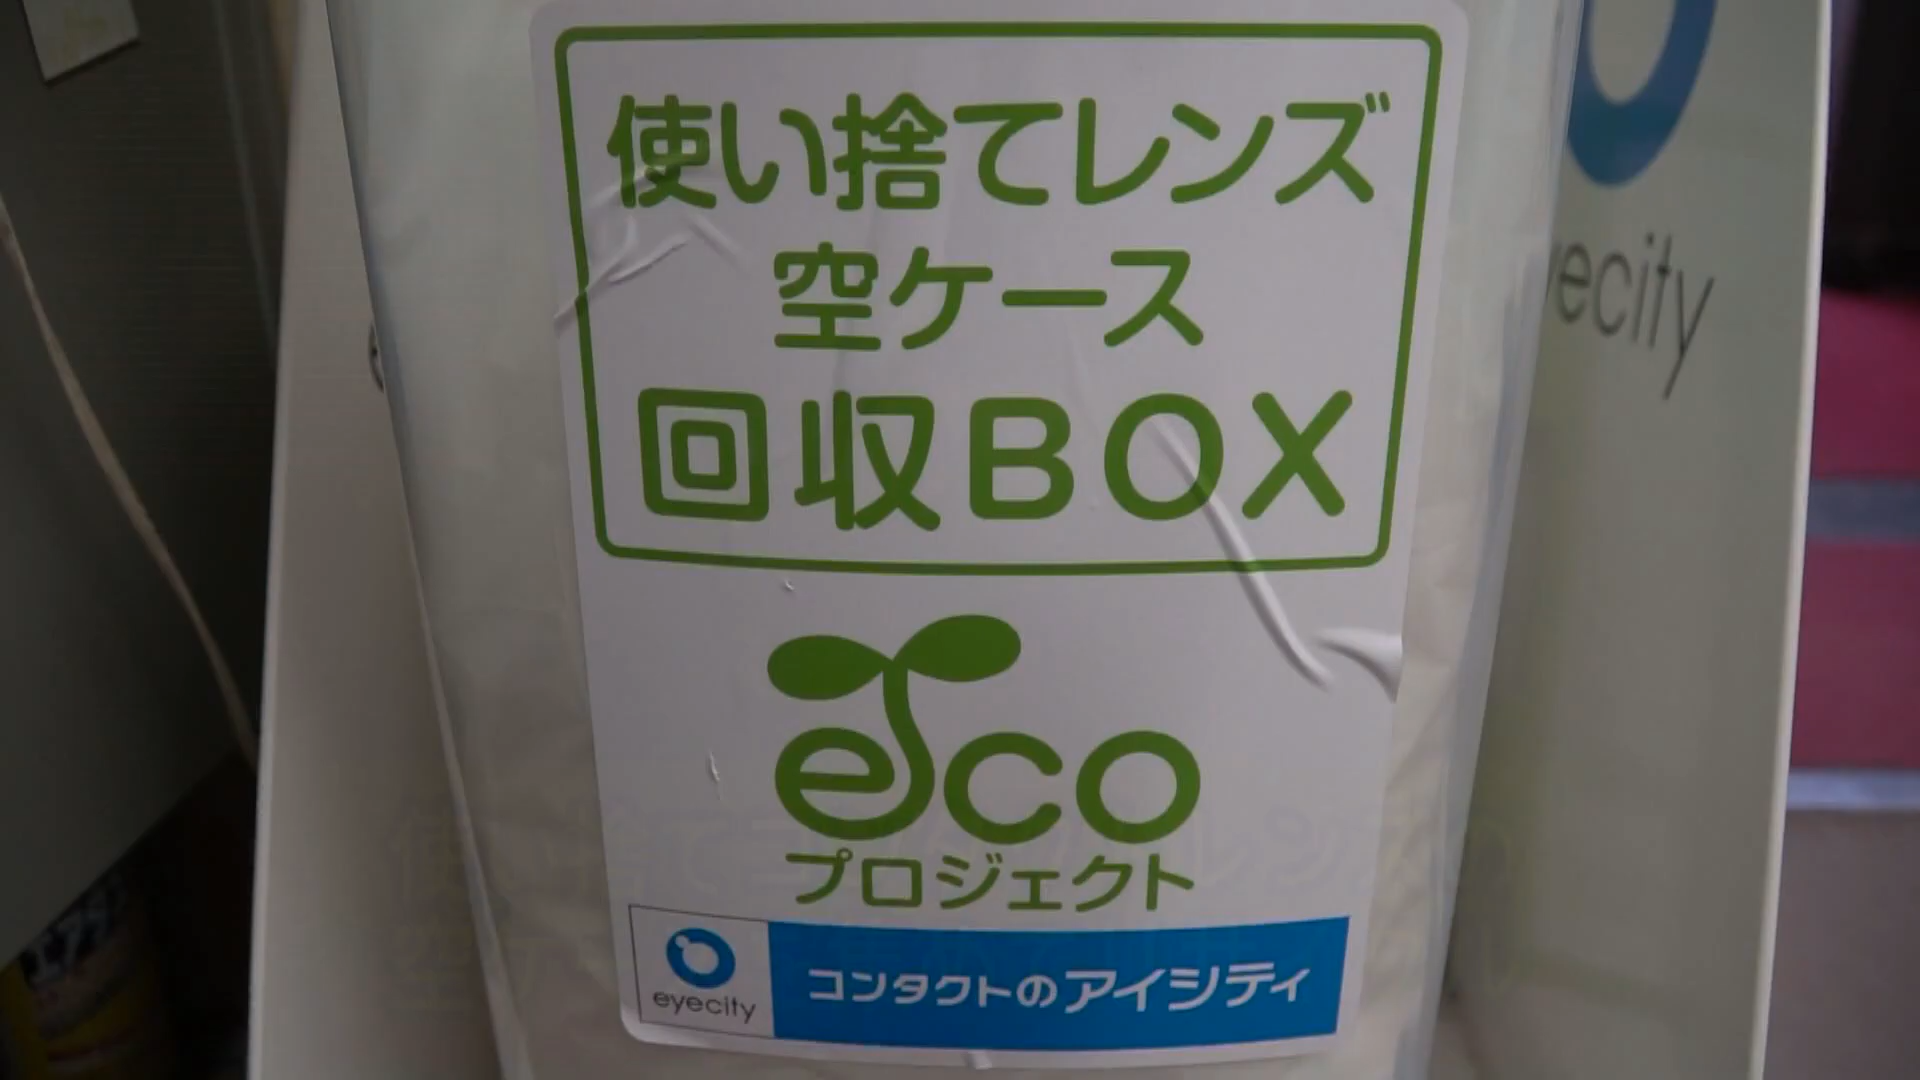 使い捨てレンズ
空ケース
回収BOX
eco
プロジェクト
eyecity
コンタクトのアイシティ
yecity